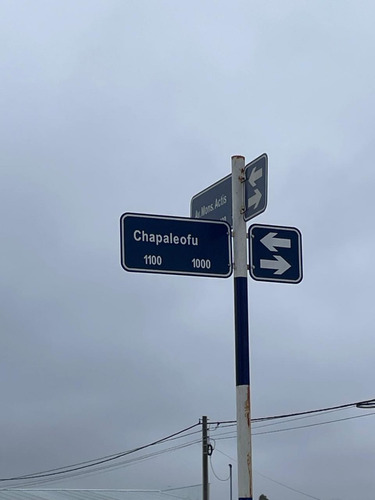 Av. Mons. Actis
Chapaleofu
1100 1000